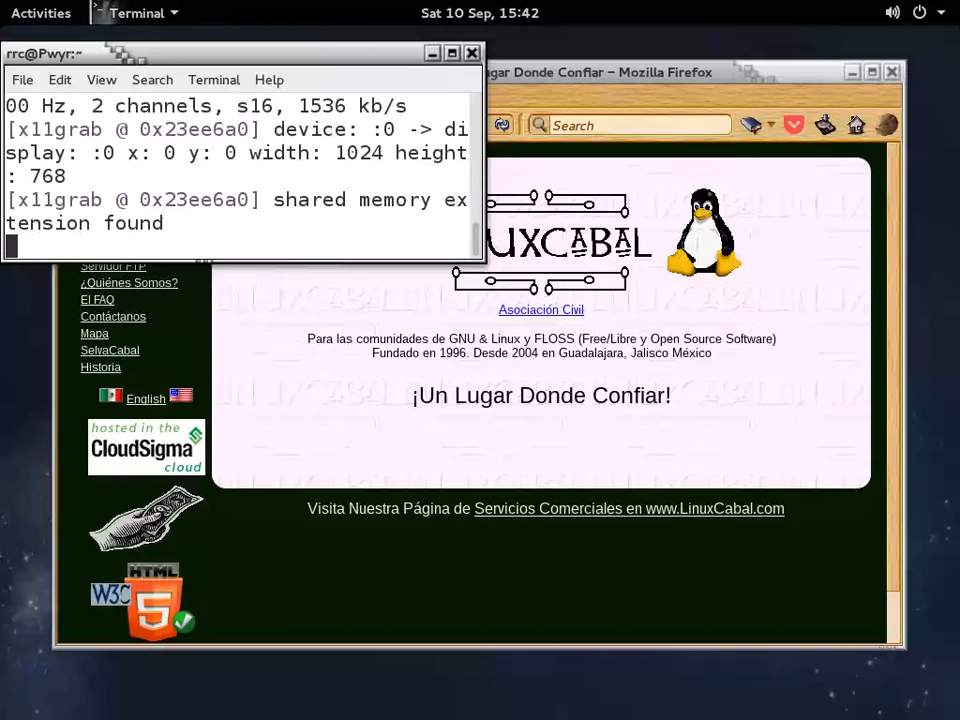 Activities
Terminal
Sat 10 Sep, 15:42
rrc@Pwyr:~
File Edit View Search Terminal Help
00 Hz, 2 channels, s16, 1536 kb/s
[x11grab @ 0x23ee6a0] device: :0 -> di
splay: :0 x: 0 y: 0 width: 1024 height
: 768
[x11grab @ 0x23ee6a0] shared memory ex
tension found
gar Donde Confiar – Mozilla Firefox
Search
UXCABAL
Asociación Civil
Para las comunidades de GNU & Linux y FLOSS (Free/Libre y Open Source Software)
Fundado en 1996. Desde 2004 en Guadalajara, Jalisco México
¡Un Lugar Donde Confiar!
Visita Nuestra Página de Servicios Comerciales en www.LinuxCabal.com
Servidor FTP
¿Quiénes Somos?
El FAQ
Contáctanos
Mapa
SelvaCabal
Historia
English
hosted in the
CloudSigma
cloud
HTML
W3C
5